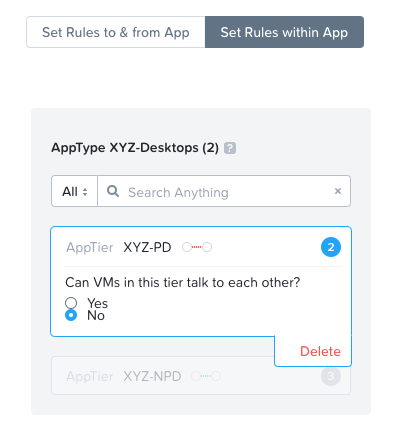 Set Rules to & from App Set Rules within App
AppType XYZ-Desktops (2) ?
All Search Anything ×
AppTier XYZ-PD 2
Can VMs in this tier talk to each other?
Yes
No
Delete
AppTier XYZ-NPD 3